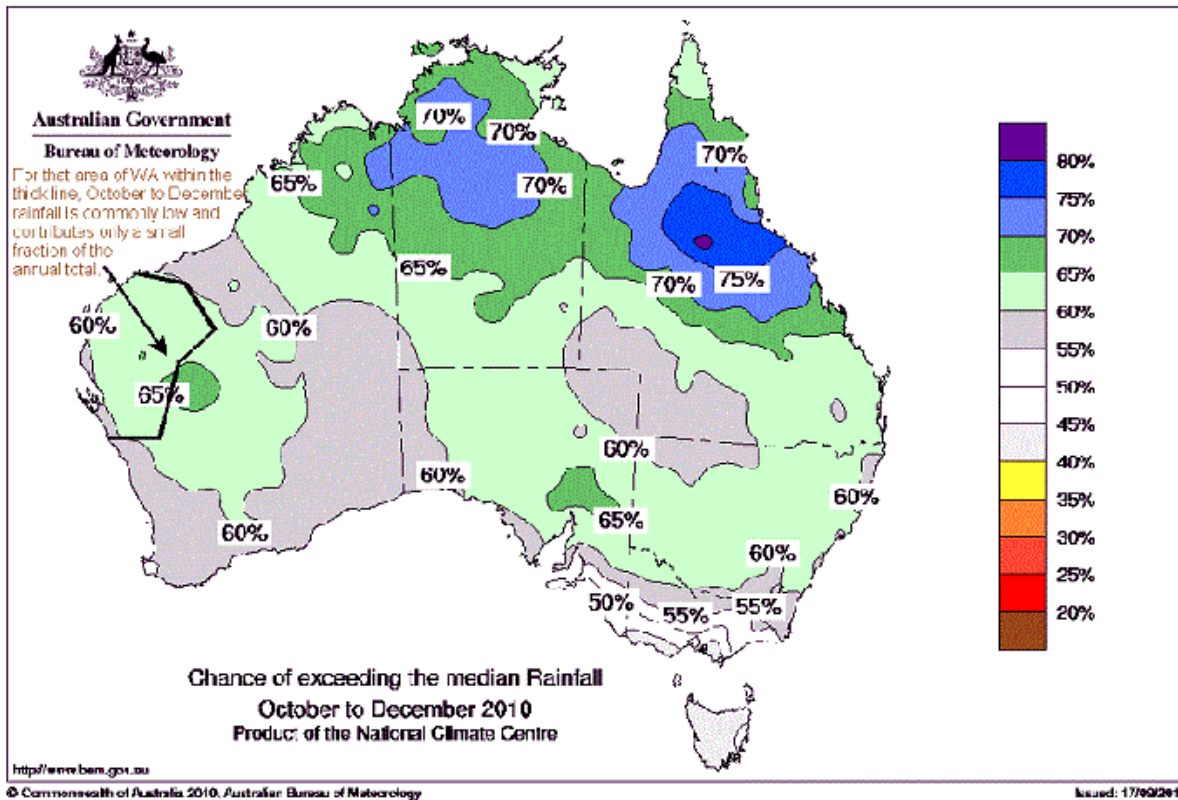 Australian Government
Bureau of Meteorology
For that area of WA within the
thick line, October to December
rainfall is commonly low and
contributes only a small
fraction of the
annual total.
70%
70%
70%
70%
65%
65%
70%
75%
60%
60%
65%
60%
60%
60%
65%
60%
60%
50%
55%
55%
80%
75%
70%
65%
60%
55%
50%
45%
40%
35%
30%
25%
20%
Chance of exceeding the median Rainfall
October to December 2010
Product of the National Climate Centre
http://www.bom.gov.au
© Commonwealth of Australia 2010, Australian Bureau of Meteorology
Issued: 17/09/201